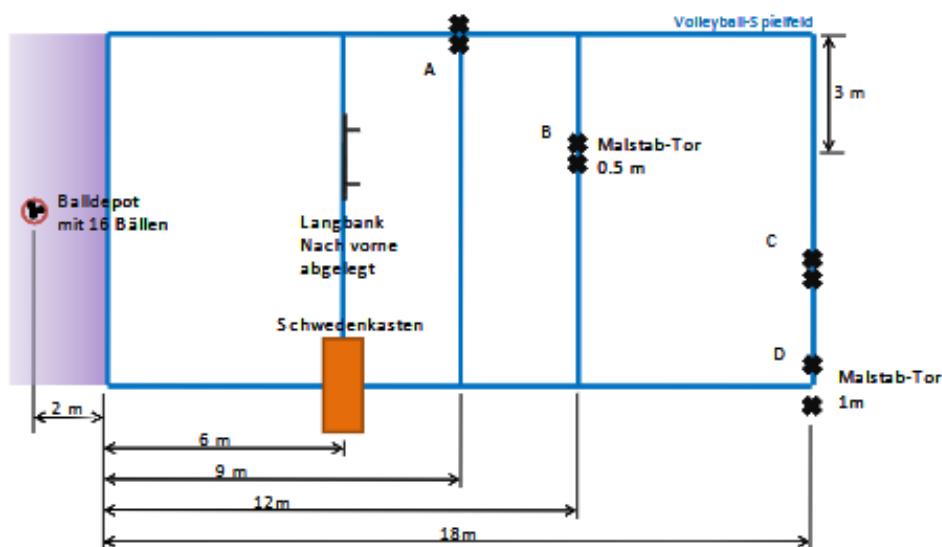 Volleyball-Spielfeld
A
3 m
B
Malstab-Tor
0.5 m
Balldepot
mit 16 Bällen
Langbank
Nach vorne
abgelegt
C
Schwedenkasten
D
Malstab-Tor
1m
2 m
6 m
9 m
12m
18m